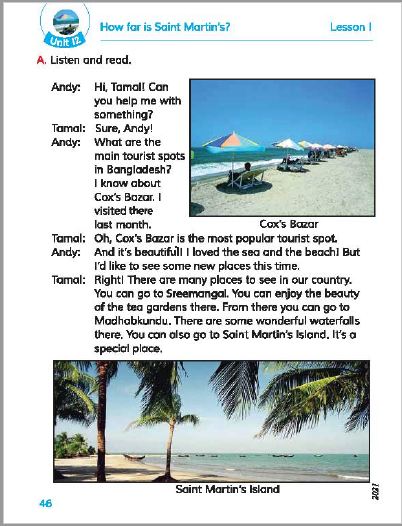 Unit 12
How far is Saint Martin's?
Lesson 1
A. Listen and read.
Andy: Hi, Tamal! Can
you help me with
something?
Tamal: Sure, Andy!
Andy: What are the
main tourist spots
in Bangladesh?
I know about
Cox's Bazar. I
visited there
last month.
Cox's Bazar
Tamal: Oh, Cox's Bazar is the most popular tourist spot.
Andy: And it's beautiful! I loved the sea and the beach! But
I'd like to see some new places this time.
Tamal: Right! There are many places to see in our country.
You can go to Sreemangal. You can enjoy the beauty
of the tea gardens there. From there you can go to
Madhabkundu. There are some wonderful waterfalls
there. You can also go to Saint Martin's Island. It's a
special place.
Saint Martin's Island
46
2021